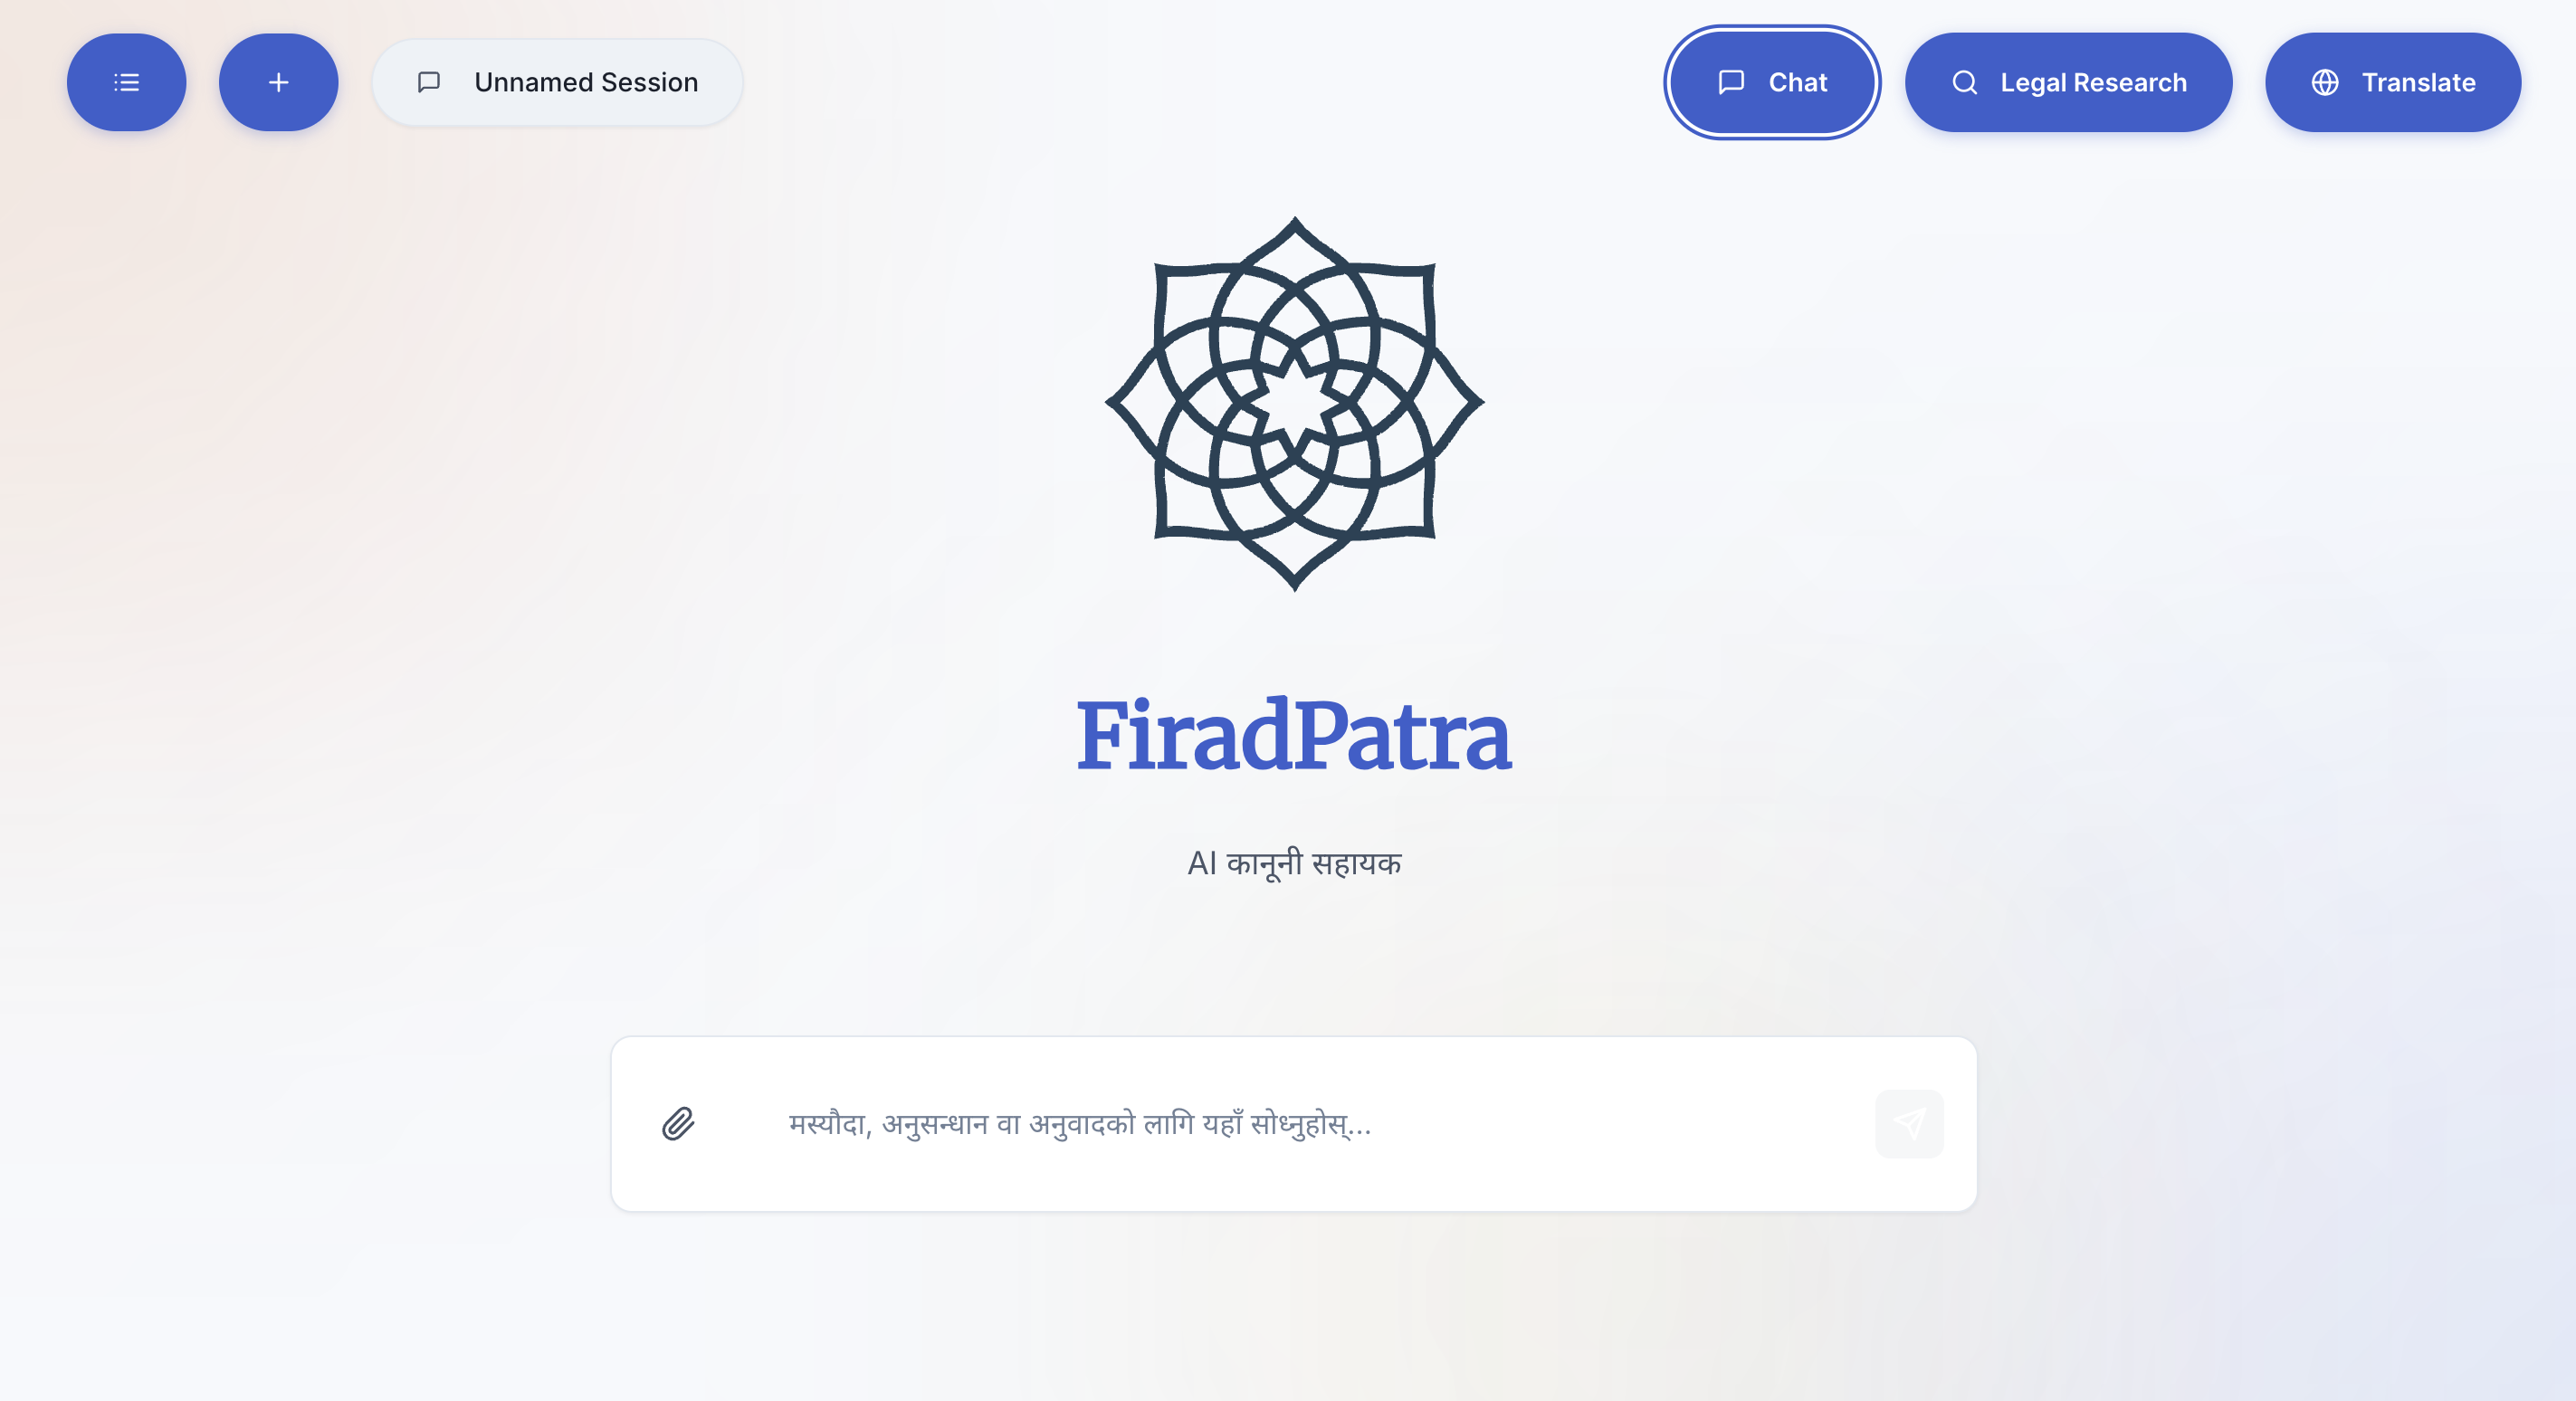 Unnamed Session
Chat
Legal Research
Translate
FiradPatra
AI कानूनी सहायक
मस्यौदा, अनुसन्धान वा अनुवादको लागि यहाँ सोध्नुहोस्...